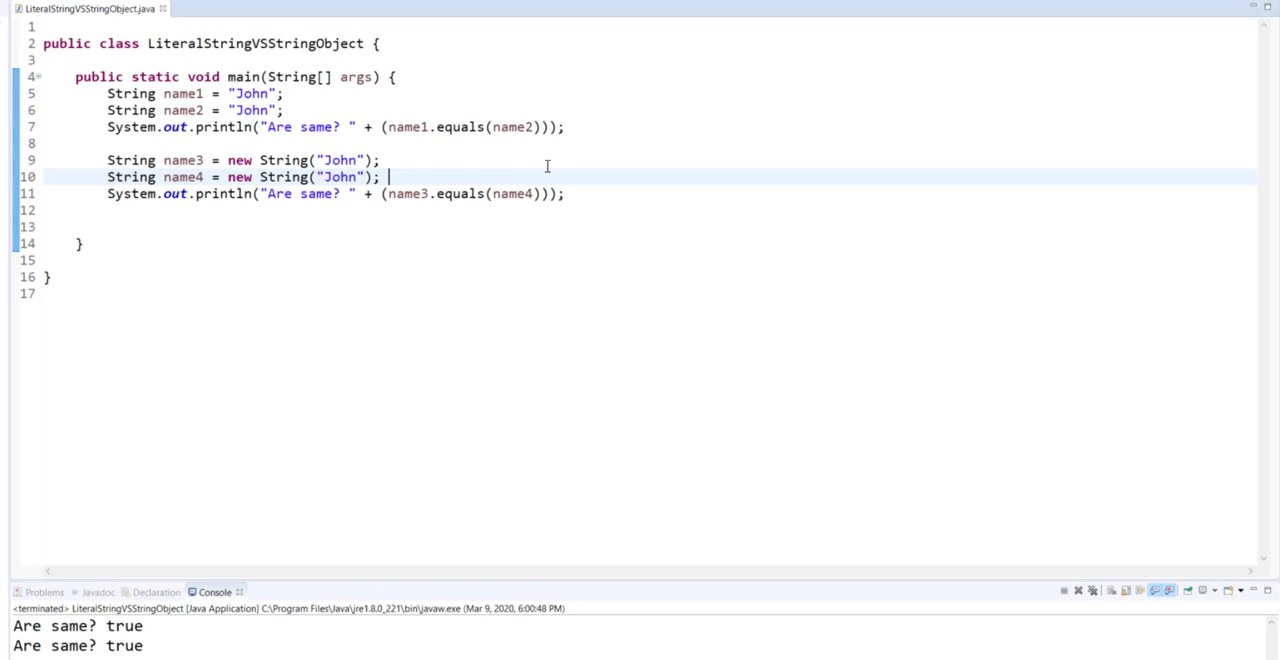 LiteralStringVSStringObject.java
1
2 public class LiteralStringVSStringObject {
3
4 public static void main(String[] args) {
5 String name1 = "John";
6 String name2 = "John";
7 System.out.println("Are same? " + (name1.equals(name2)));
8
9 String name3 = new String("John");
10 String name4 = new String("John");
11 System.out.println("Are same? " + (name3.equals(name4)));
12
13
14 }
15
16 }
17
Problems Javadoc Declaration Console
<terminated> LiteralStringVSStringObject [Java Application] C:\Program Files\Java\jre1.8.0_221\bin\javaw.exe (Mar 9, 2020, 6:00:48 PM)
Are same? true
Are same? true